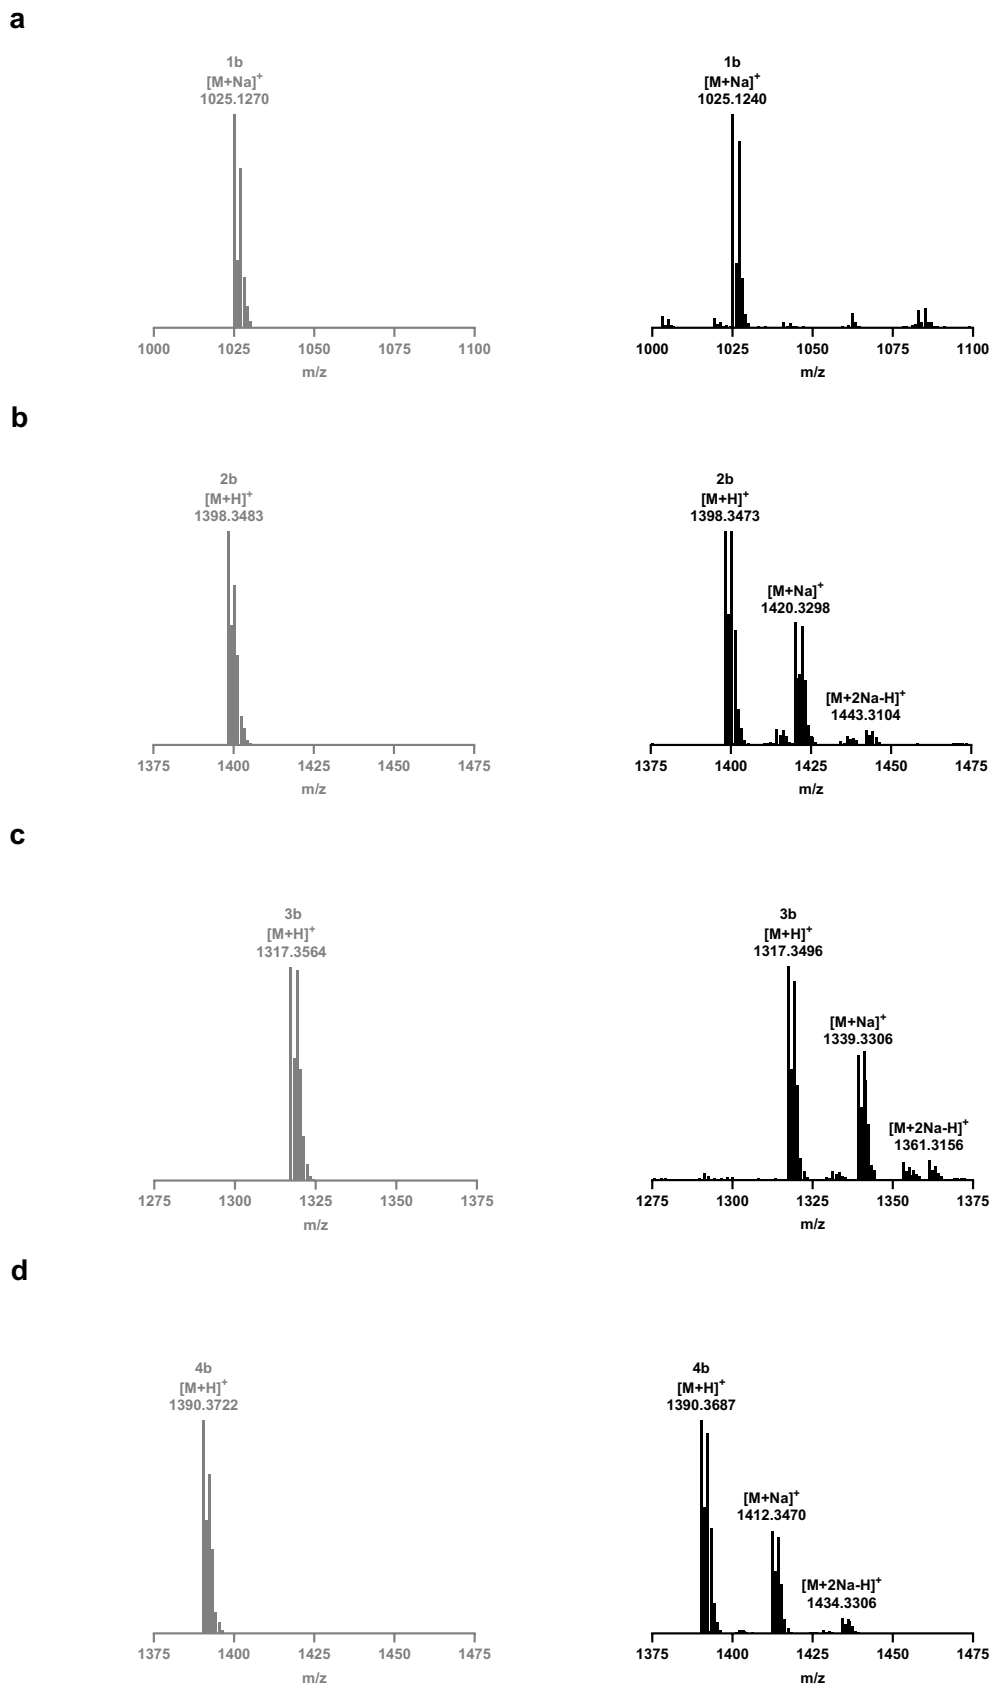 a
1b
[M+Na]+
1025.1270
1000 1025 1050 1075 1100
m/z
1b
[M+Na]+
1025.1240
1000 1025 1050 1075 1100
m/z
b
2b
[M+H]+
1398.3483
1375 1400 1425 1450 1475
m/z
2b
[M+H]+
1398.3473
[M+Na]+
1420.3298
[M+2Na-H]+
1443.3104
1375 1400 1425 1450 1475
m/z
c
3b
[M+H]+
1317.3564
1275 1300 1325 1350 1375
m/z
3b
[M+H]+
1317.3496
[M+Na]+
1339.3306
[M+2Na-H]+
1361.3156
1275 1300 1325 1350 1375
m/z
d
4b
[M+H]+
1390.3722
1375 1400 1425 1450 1475
m/z
4b
[M+H]+
1390.3687
[M+Na]+
1412.3470
[M+2Na-H]+
1434.3306
1375 1400 1425 1450 1475
m/z